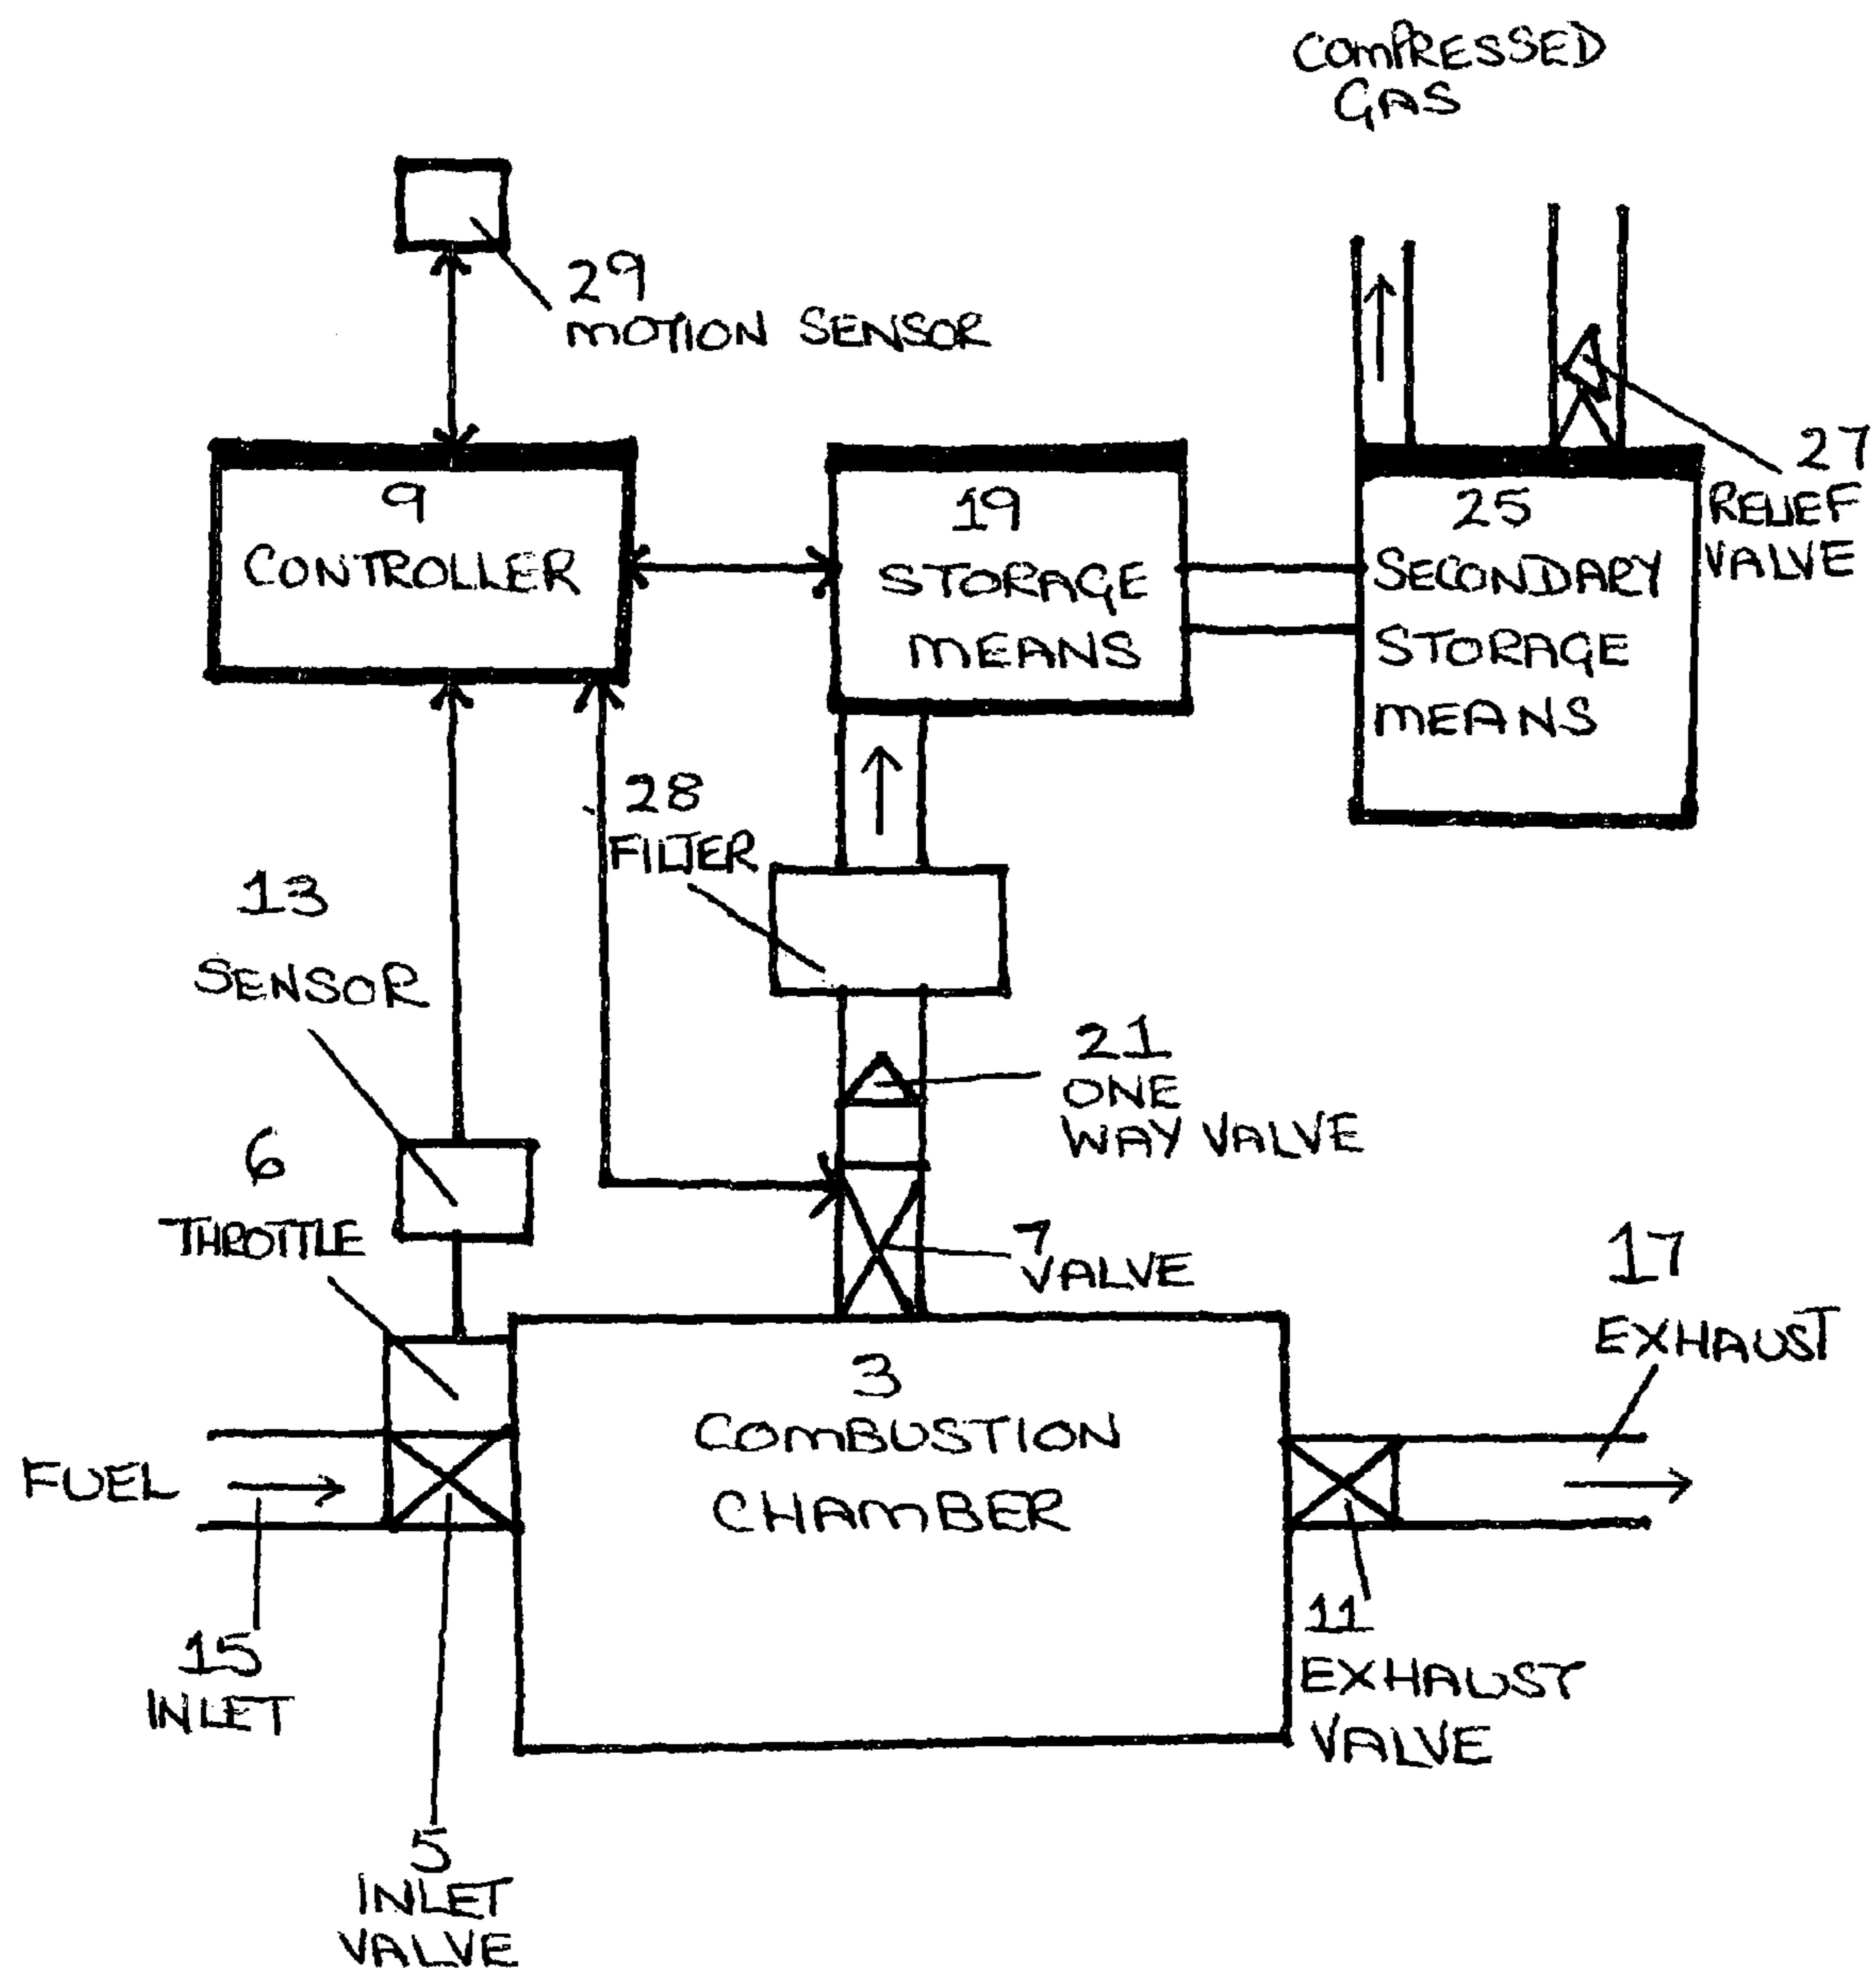 COMPRESSED
GAS
29
MOTION SENSOR
9
CONTROLLER
19
STORAGE
MEANS
25
SECONDARY
STORAGE
MEANS
27
RELIEF
VALVE
28
FILTER
13
SENSOR
21
ONE
WAY VALVE
6
THROTTLE
7
VALVE
17
EXHAUST
3
COMBUSTION
CHAMBER
FUEL
15
INLET
11
EXHAUST
VALVE
5
INLET
VALVE